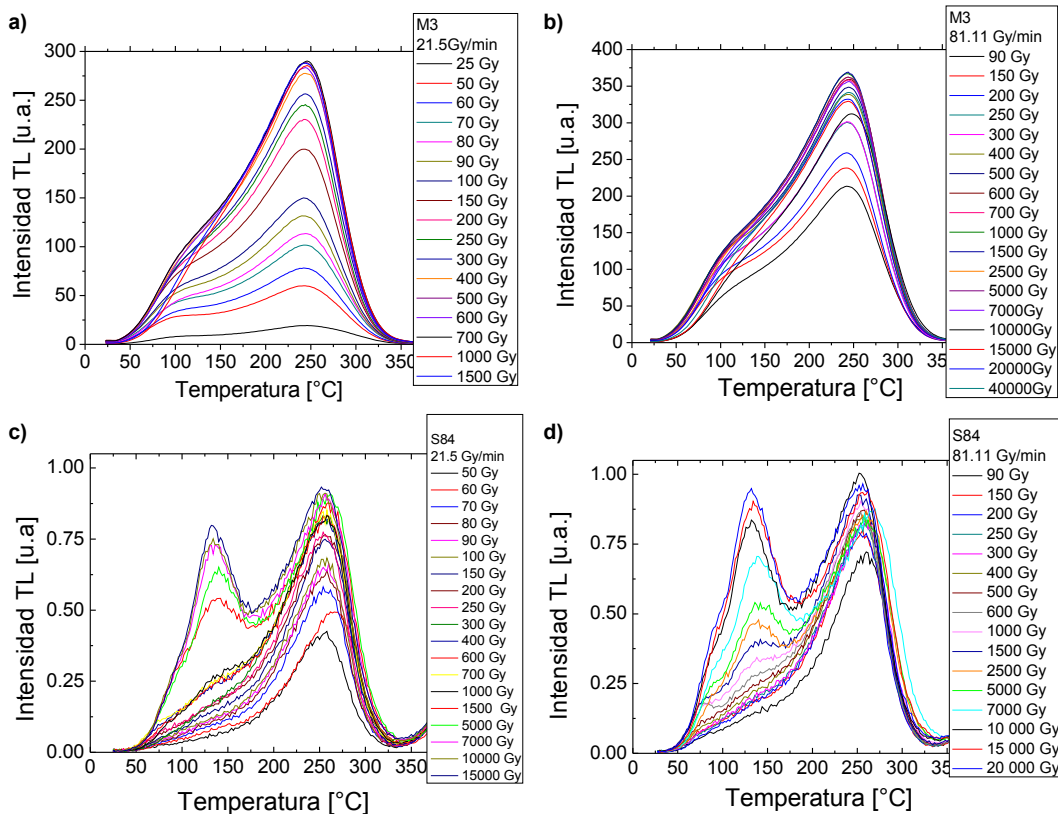 a)
M3
21.5Gy/min
25 Gy
50 Gy
60 Gy
70 Gy
80 Gy
90 Gy
100 Gy
150 Gy
200 Gy
250 Gy
300 Gy
400 Gy
500 Gy
600 Gy
700 Gy
1000 Gy
1500 Gy
Intensidad TL [u.a.]
300
250
200
150
100
50
0
0 50 100 150 200 250 300 350
Temperatura [°C]
b)
M3
81.11 Gy/min
90 Gy
150 Gy
200 Gy
250 Gy
300 Gy
400 Gy
500 Gy
600 Gy
700 Gy
1000 Gy
1500 Gy
2500 Gy
5000 Gy
7000Gy
10000Gy
15000Gy
20000Gy
40000Gy
Intensidad TL [u.a.]
400
350
300
250
200
150
100
50
0
0 50 100 150 200 250 300 350
Temperatura [°C]
c)
S84
21.5 Gy/min
50 Gy
60 Gy
70 Gy
80 Gy
90 Gy
100 Gy
150 Gy
200 Gy
250 Gy
300 Gy
400 Gy
600 Gy
700 Gy
1000 Gy
1500 Gy
5000 Gy
7000 Gy
10000 Gy
15000 Gy
Intensidad TL [u.a]
1.00
0.75
0.50
0.25
0.00
0 50 100 150 200 250 300 350
Temperatura [°C]
d)
S84
81.11 Gy/min
90 Gy
150 Gy
200 Gy
250 Gy
300 Gy
400 Gy
500 Gy
600 Gy
1000 Gy
1500 Gy
2500 Gy
5000 Gy
7000 Gy
10 000 Gy
15 000 Gy
20 000 Gy
Intensidad TL [u.a.]
1.00
0.75
0.50
0.25
0.00
0 50 100 150 200 250 300 350
Temperatura [°C]